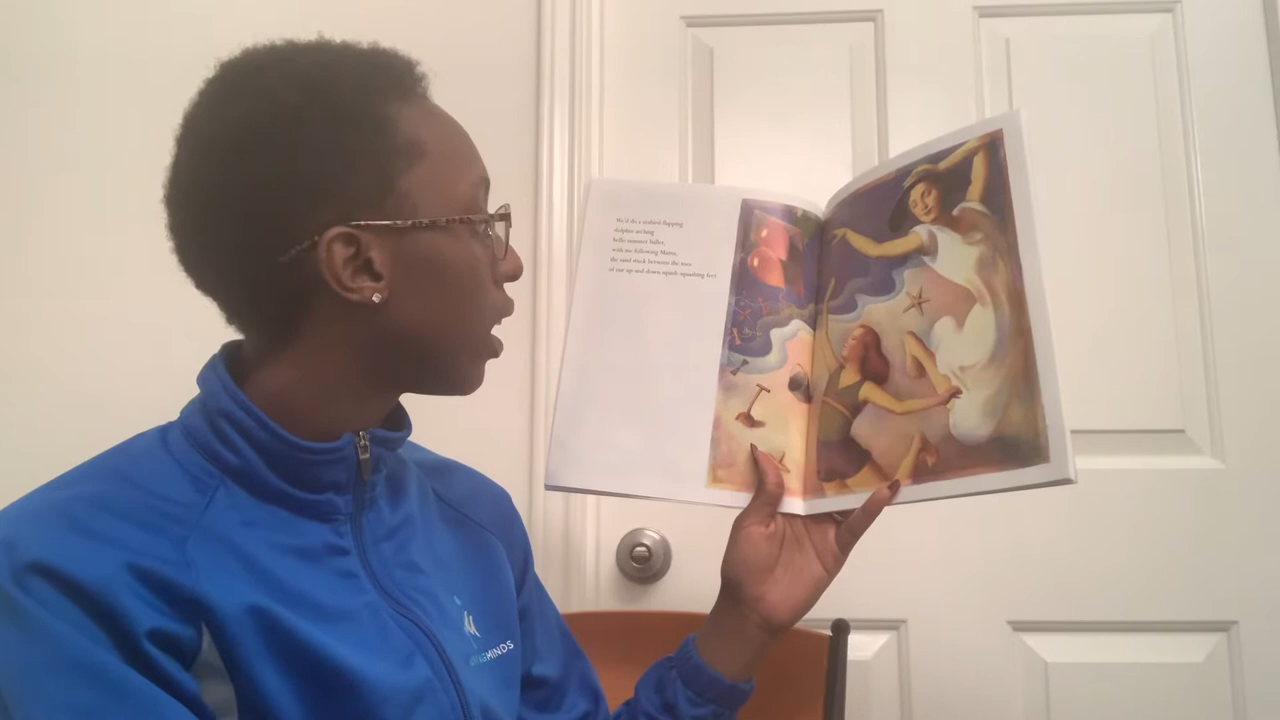 We'd do a seabird-flapping
dolphin-arching
hello summer ballet,
with me following Mama,
the sand stuck between the toes
of our up-and-down squish-squashing feet
MINDS